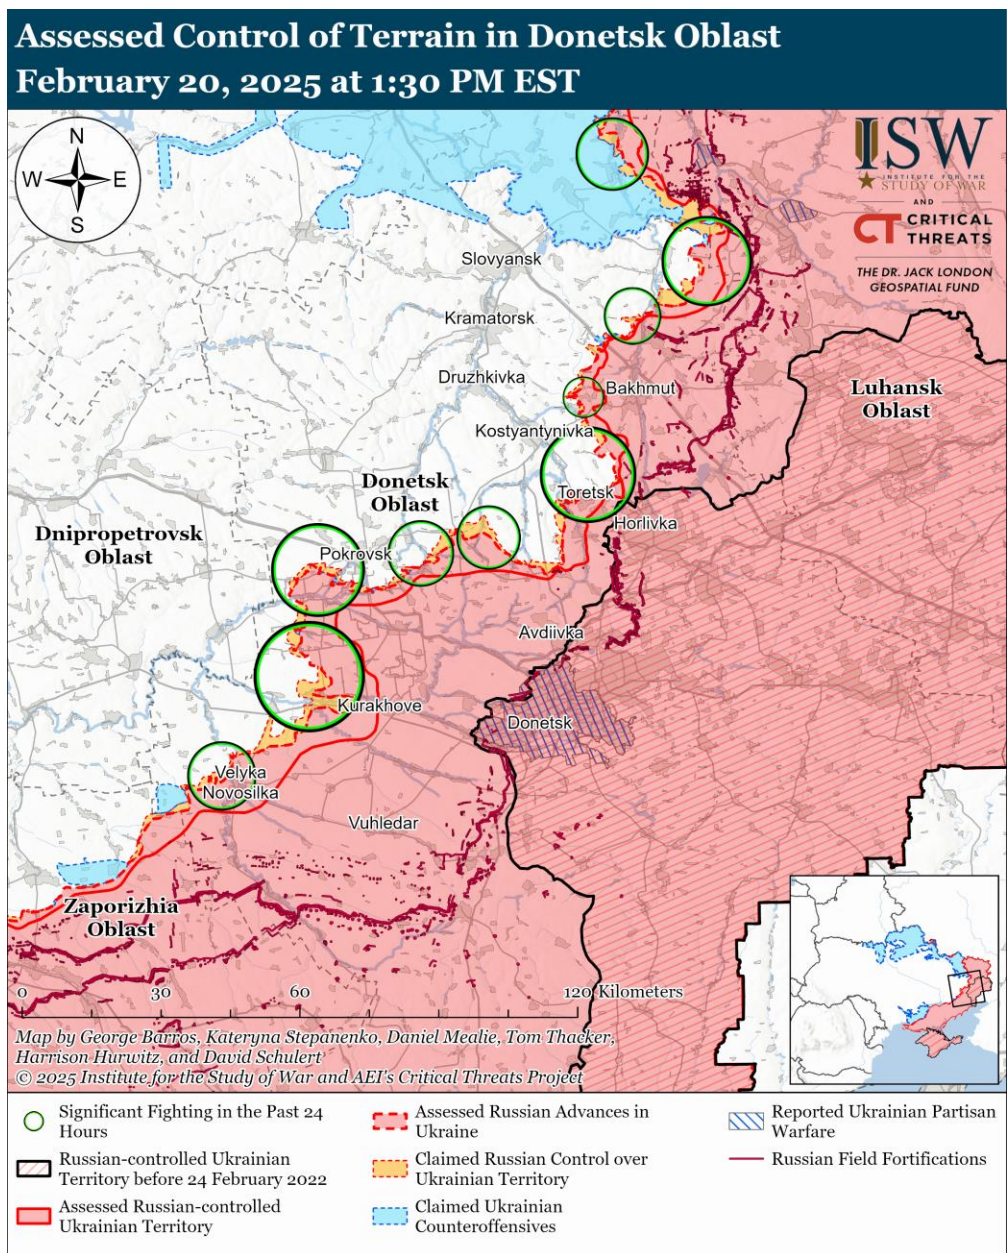 Assessed Control of Terrain in Donetsk Oblast
February 20, 2025 at 1:30 PM EST
N
W
E
S
ISW
INSTITUTE FOR THE
STUDY OF WAR
AND
CT CRITICAL
THREATS
THE DR. JACK LONDON
GEOSPATIAL FUND
Slovyansk
Kramatorsk
Druzhkivka
Bakhmut
Luhansk
Oblast
Kostyantynivka
Donetsk
Oblast
Toretsk
Horlivka
Dnipropetrovsk
Oblast
Pokrovsk
Avdiivka
Kurakhove
Donetsk
Velyka
Novosilka
Vuhledar
Zaporizhia
Oblast
0 30 60 120 Kilometers
Map by George Barros, Kateryna Stepanenko, Daniel Mealie, Tom Thacker,
Harrison Hurwitz, and David Schulert
© 2025 Institute for the Study of War and AEI's Critical Threats Project
Significant Fighting in the Past 24
Hours
Russian-controlled Ukrainian
Territory before 24 February 2022
Assessed Russian-controlled
Ukrainian Territory
Assessed Russian Advances in
Ukraine
Claimed Russian Control over
Ukrainian Territory
Claimed Ukrainian
Counteroffensives
Reported Ukrainian Partisan
Warfare
Russian Field Fortifications